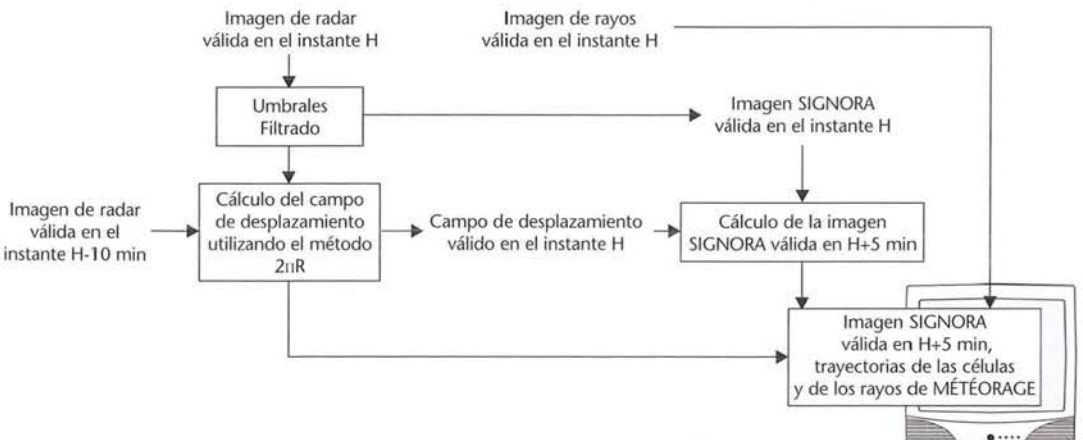 Imagen de radar
válida en el instante H
Imagen de rayos
válida en el instante H
Umbrales
Filtrado
Imagen SIGNORA
válida en el instante H
Imagen de radar
válida en el
instante H-10 min
Cálculo del campo
de desplazamiento
utilizando el método
2πR
Campo de desplazamiento
válido en el instante H
Cálculo de la imagen
SIGNORA válida en H+5 min
Imagen SIGNORA
válida en H+5 min,
trayectorias de las células
y de los rayos de MÉTÉORAGE